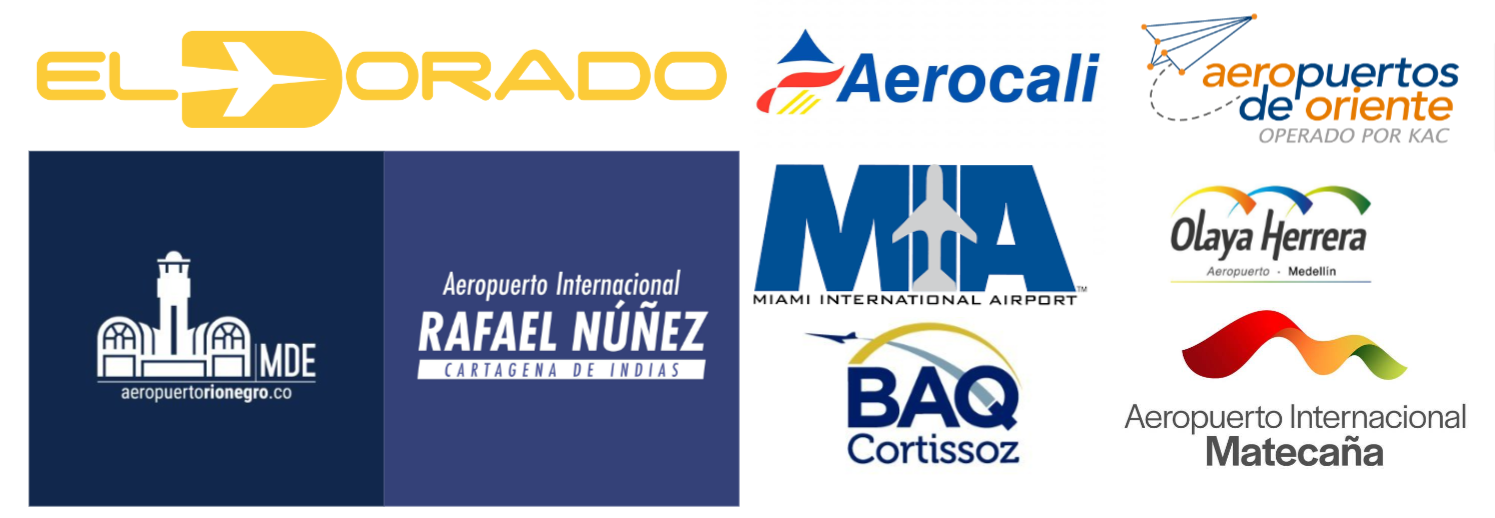 EL DORADO
Aerocali
aeropuertos
de oriente
OPERADO POR KAC
MDE
aeropuertorionegro.co
Aeropuerto Internacional
RAFAEL NÚÑEZ
CARTAGENA DE INDIAS
MIA
TM
MIAMI INTERNATIONAL AIRPORT
BAQ
Cortissoz
Olaya Herrera
Aeropuerto - Medellín
Aeropuerto Internacional
Matecaña